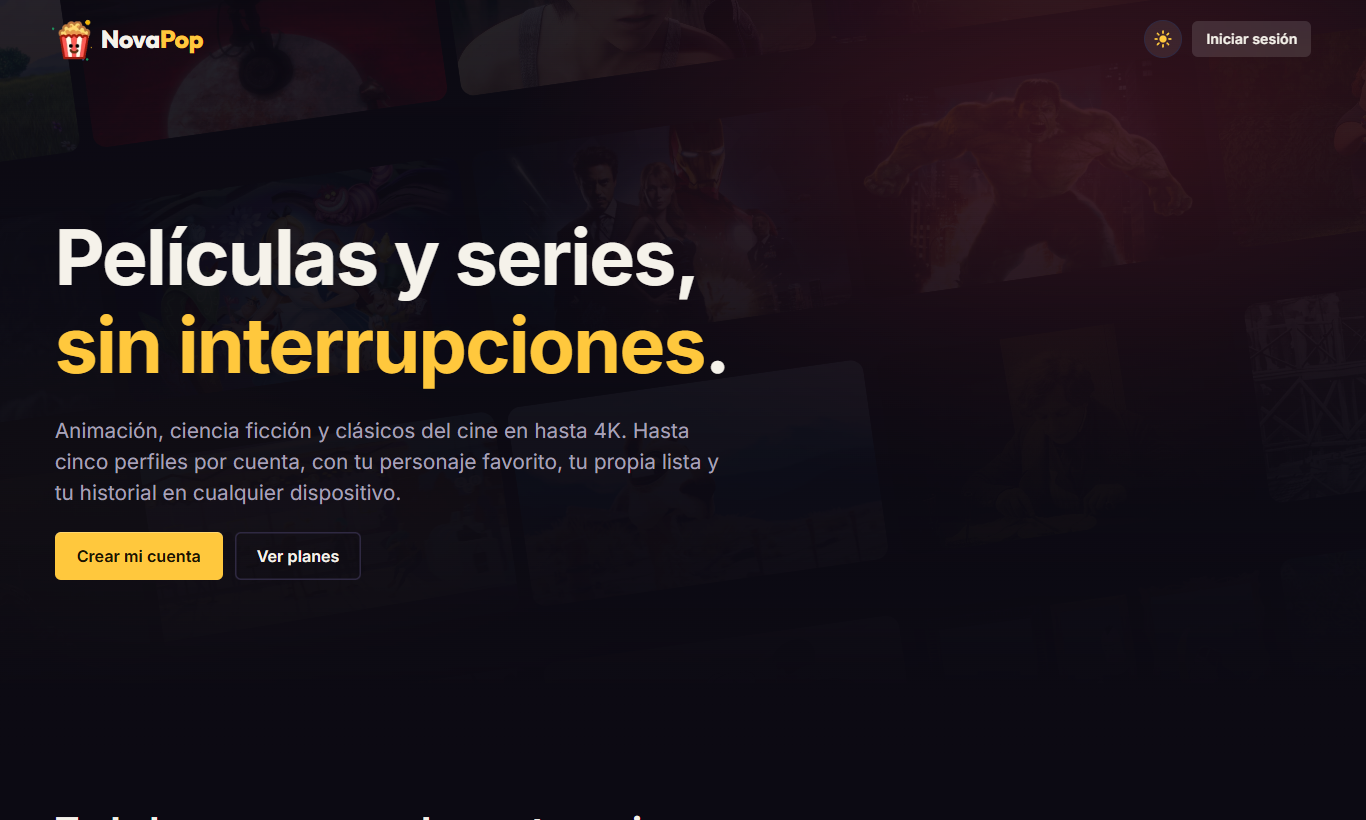 NovaPop
Iniciar sesión
Películas y series,
sin interrupciones.
Animación, ciencia ficción y clásicos del cine en hasta 4K. Hasta
cinco perfiles por cuenta, con tu personaje favorito, tu propia lista y
tu historial en cualquier dispositivo.
Crear mi cuenta
Ver planes